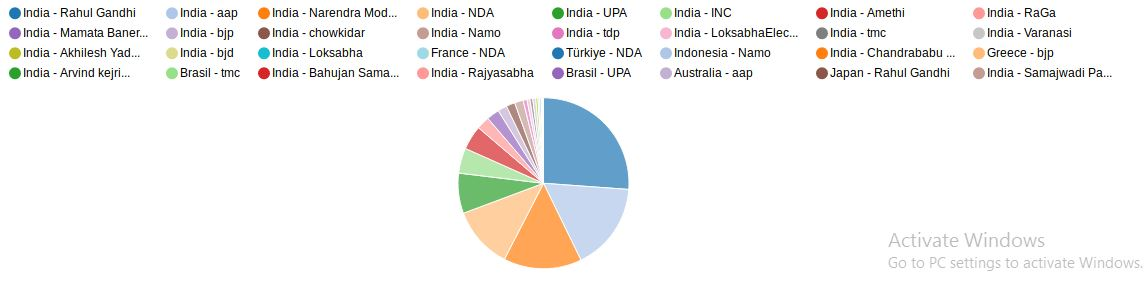 India - Rahul Gandhi India - aap India - Narendra Mod... India - NDA India - UPA India - INC India - Amethi India - RaGa
India - Mamata Baner... India - bjp India - chowkidar India - Namo India - tdp India - LoksabhaElec... India - tmc India - Varanasi
India - Akhilesh Yad... India - bjd India - Loksabha France - NDA Türkiye - NDA Indonesia - Namo India - Chandrababu ... Greece - bjp
India - Arvind kejri... Brasil - tmc India - Bahujan Sama... India - Rajyasabha Brasil - UPA Australia - aap Japan - Rahul Gandhi India - Samajwadi Pa...
Activate Windows
Go to PC settings to activate Windows.